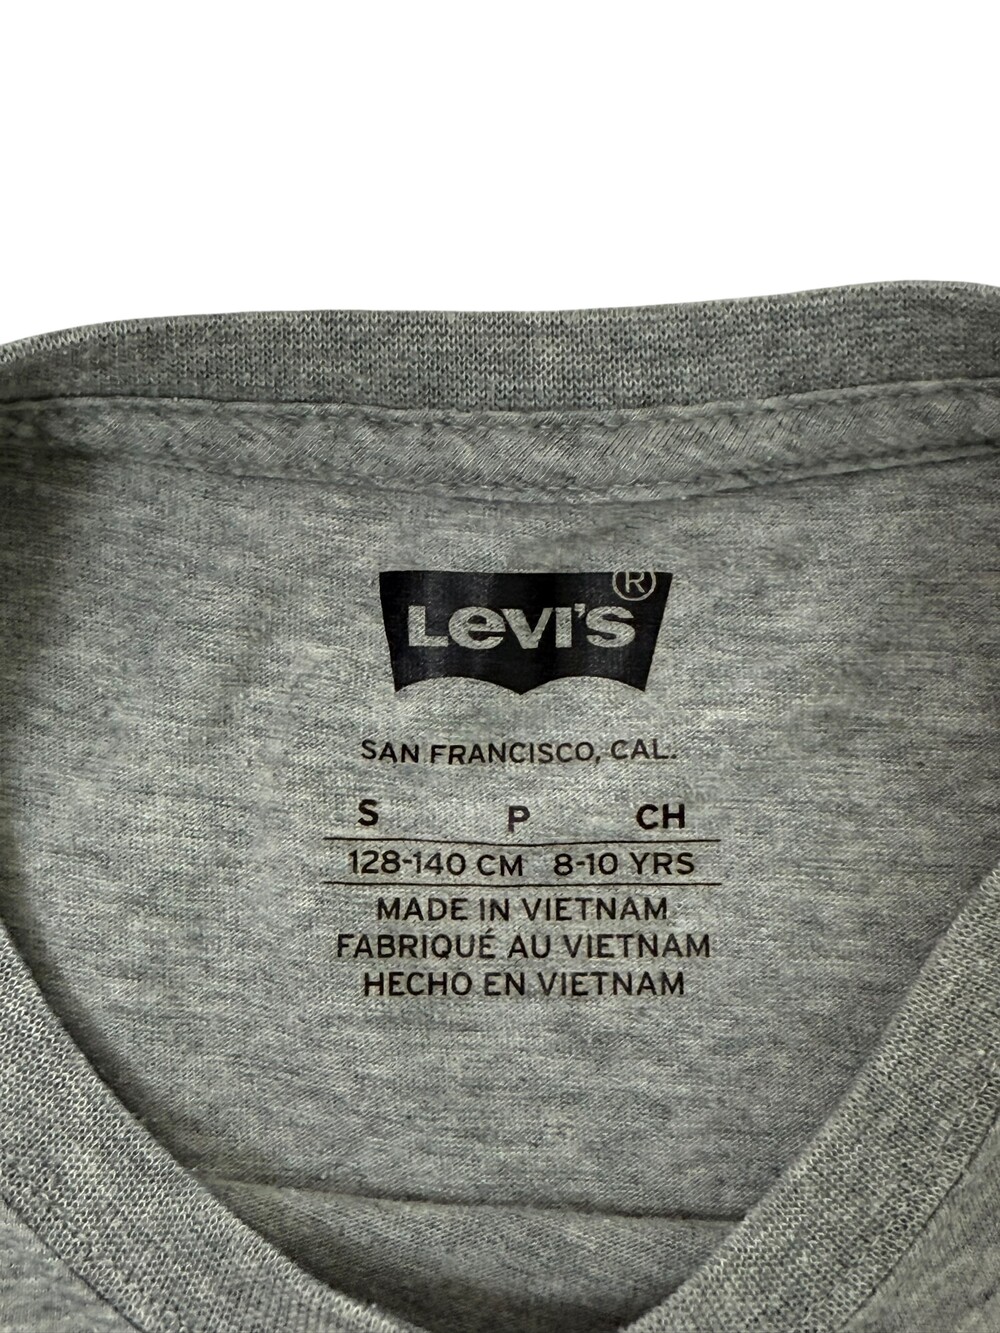 Levi's®
SAN FRANCISCO, CAL.
S P CH
128-140 CM 8-10 YRS
MADE IN VIETNAM
FABRIQUÉ AU VIETNAM
HECHO EN VIETNAM